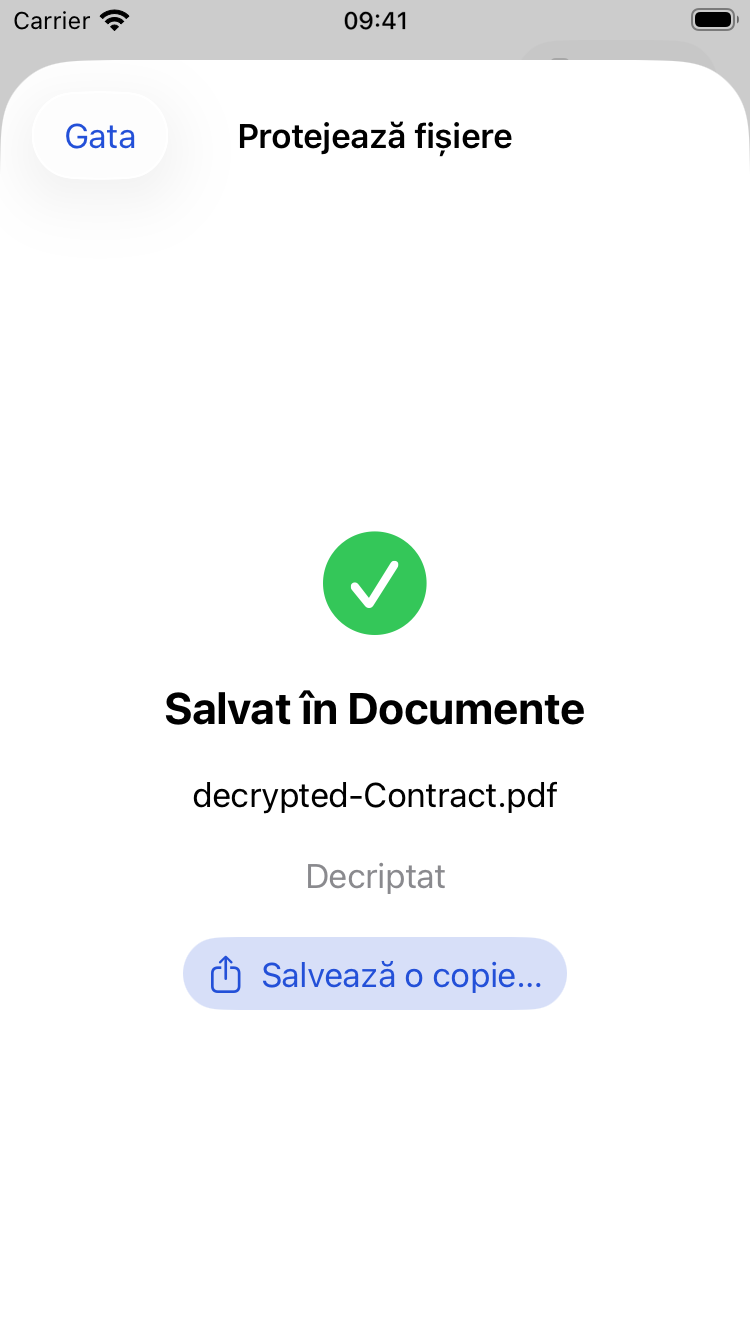 Carrier 09:41
Gata Protejează fișiere
Salvat în Documente
decrypted-Contract.pdf
Decriptat
Salvează o copie...